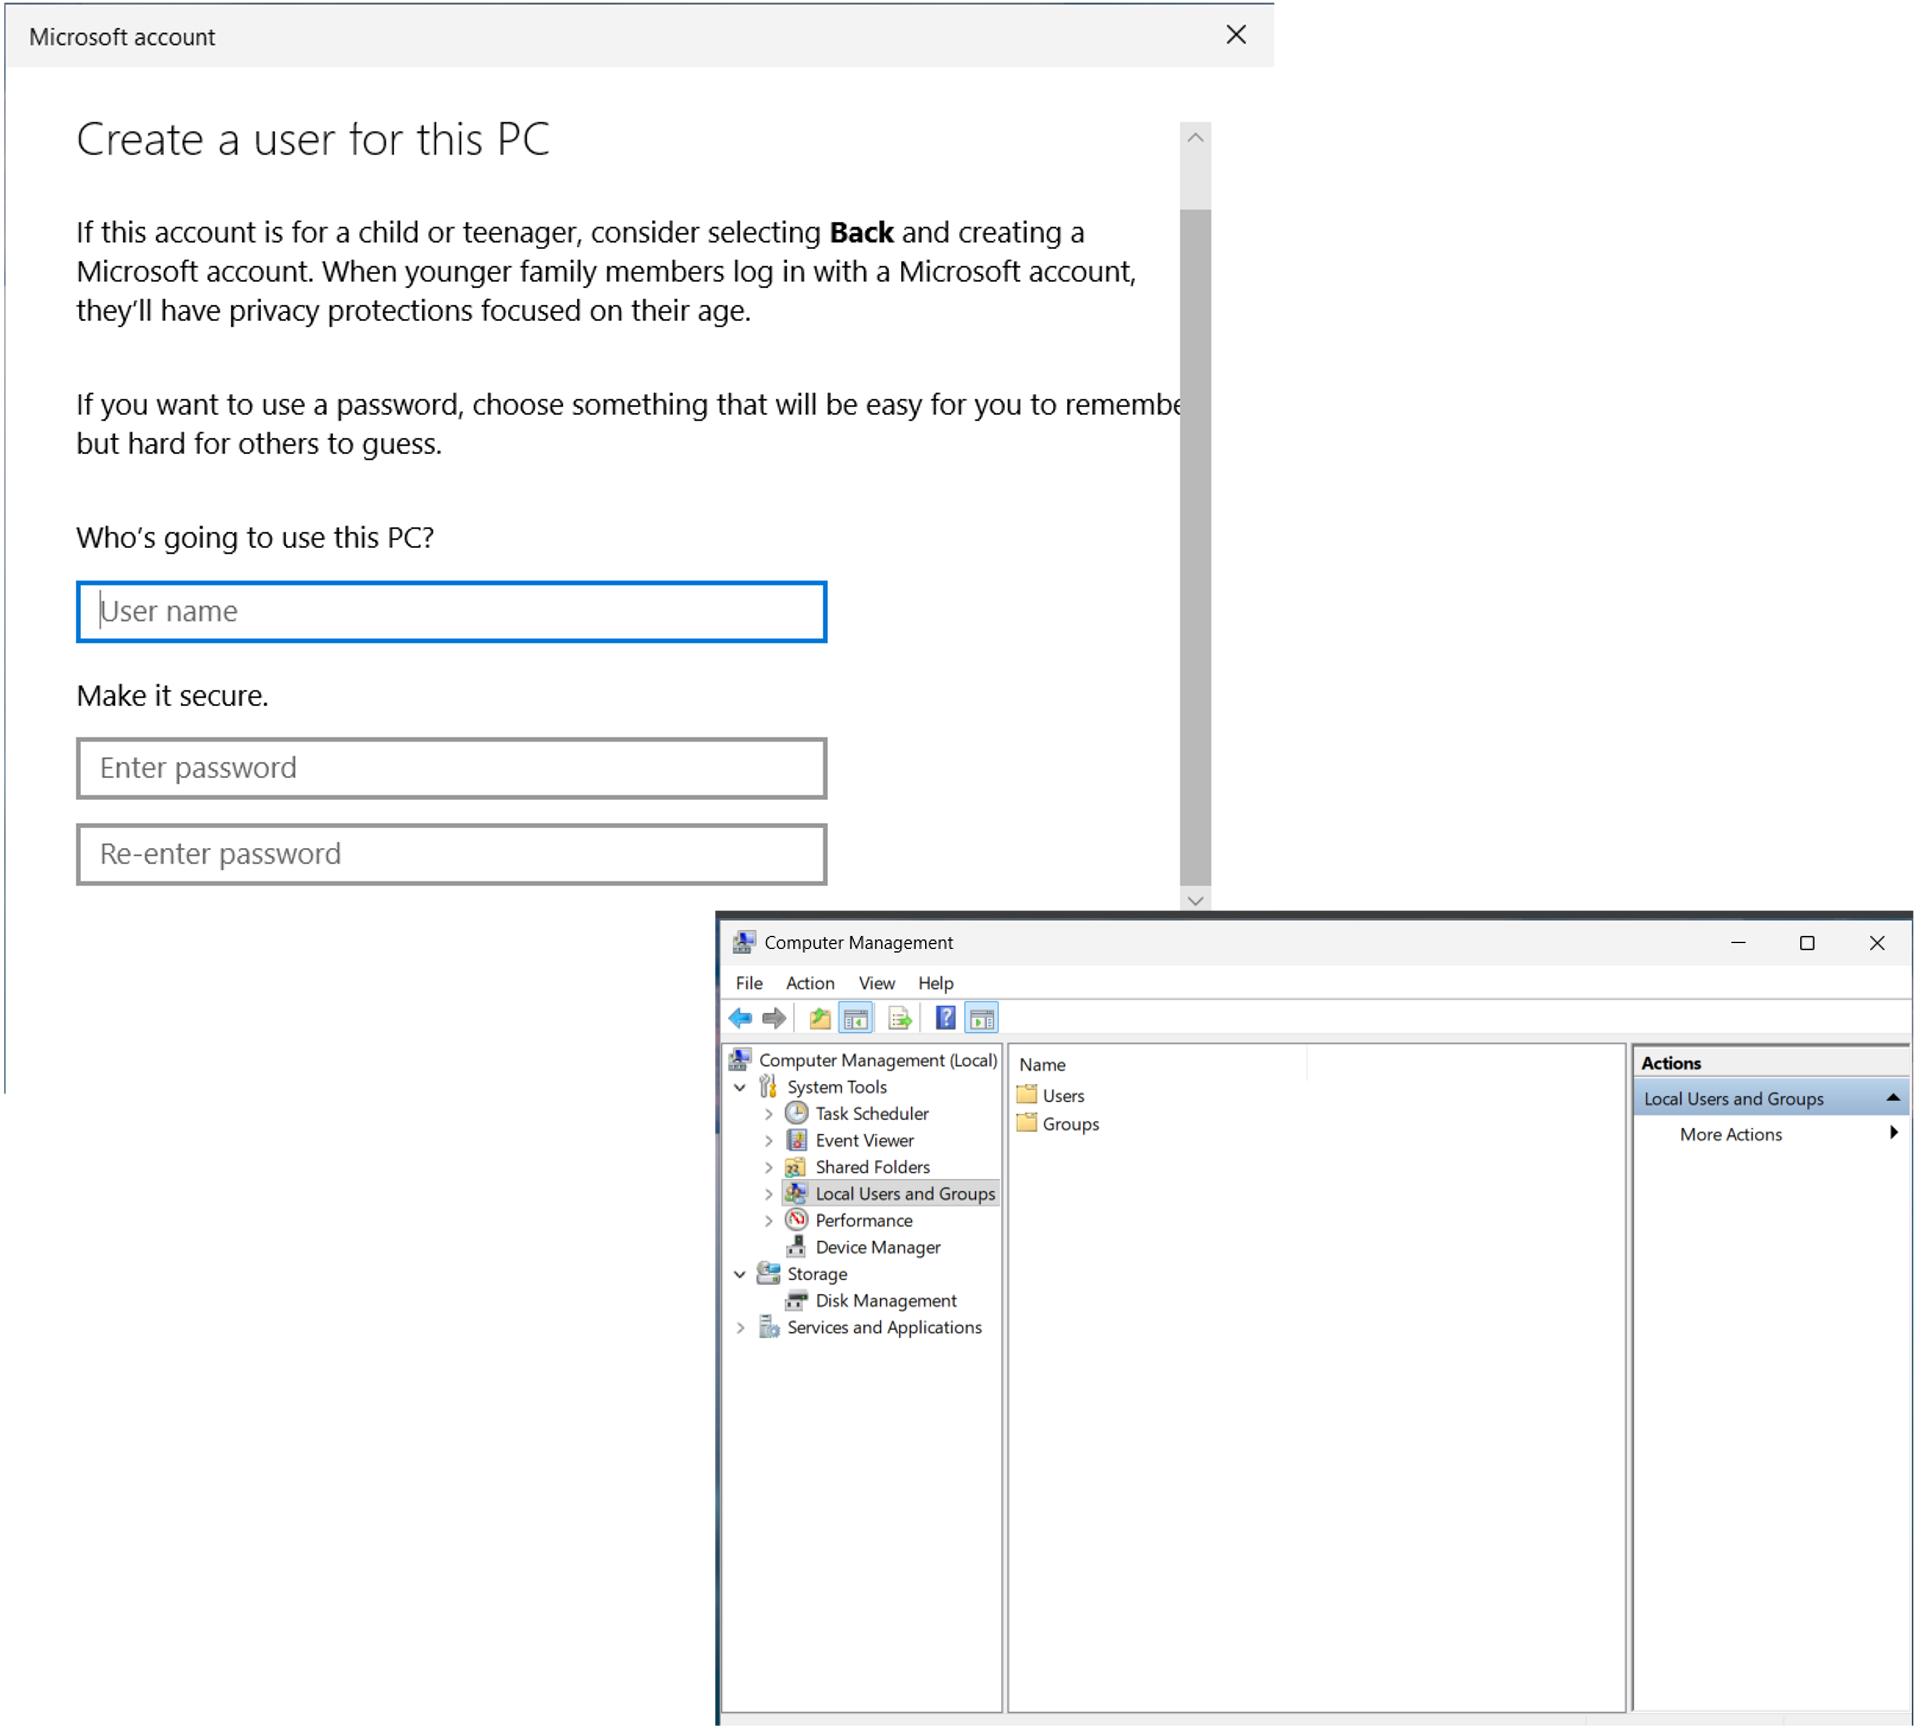 Microsoft account
Create a user for this PC
If this account is for a child or teenager, consider selecting Back and creating a
Microsoft account. When younger family members log in with a Microsoft account,
they’ll have privacy protections focused on their age.
If you want to use a password, choose something that will be easy for you to remembe
but hard for others to guess.
Who’s going to use this PC?
User name
Make it secure.
Enter password
Re-enter password
Computer Management
File Action View Help
Computer Management (Local)
System Tools
Task Scheduler
Event Viewer
Shared Folders
Local Users and Groups
Performance
Device Manager
Storage
Disk Management
Services and Applications
Name
Users
Groups
Actions
Local Users and Groups
More Actions